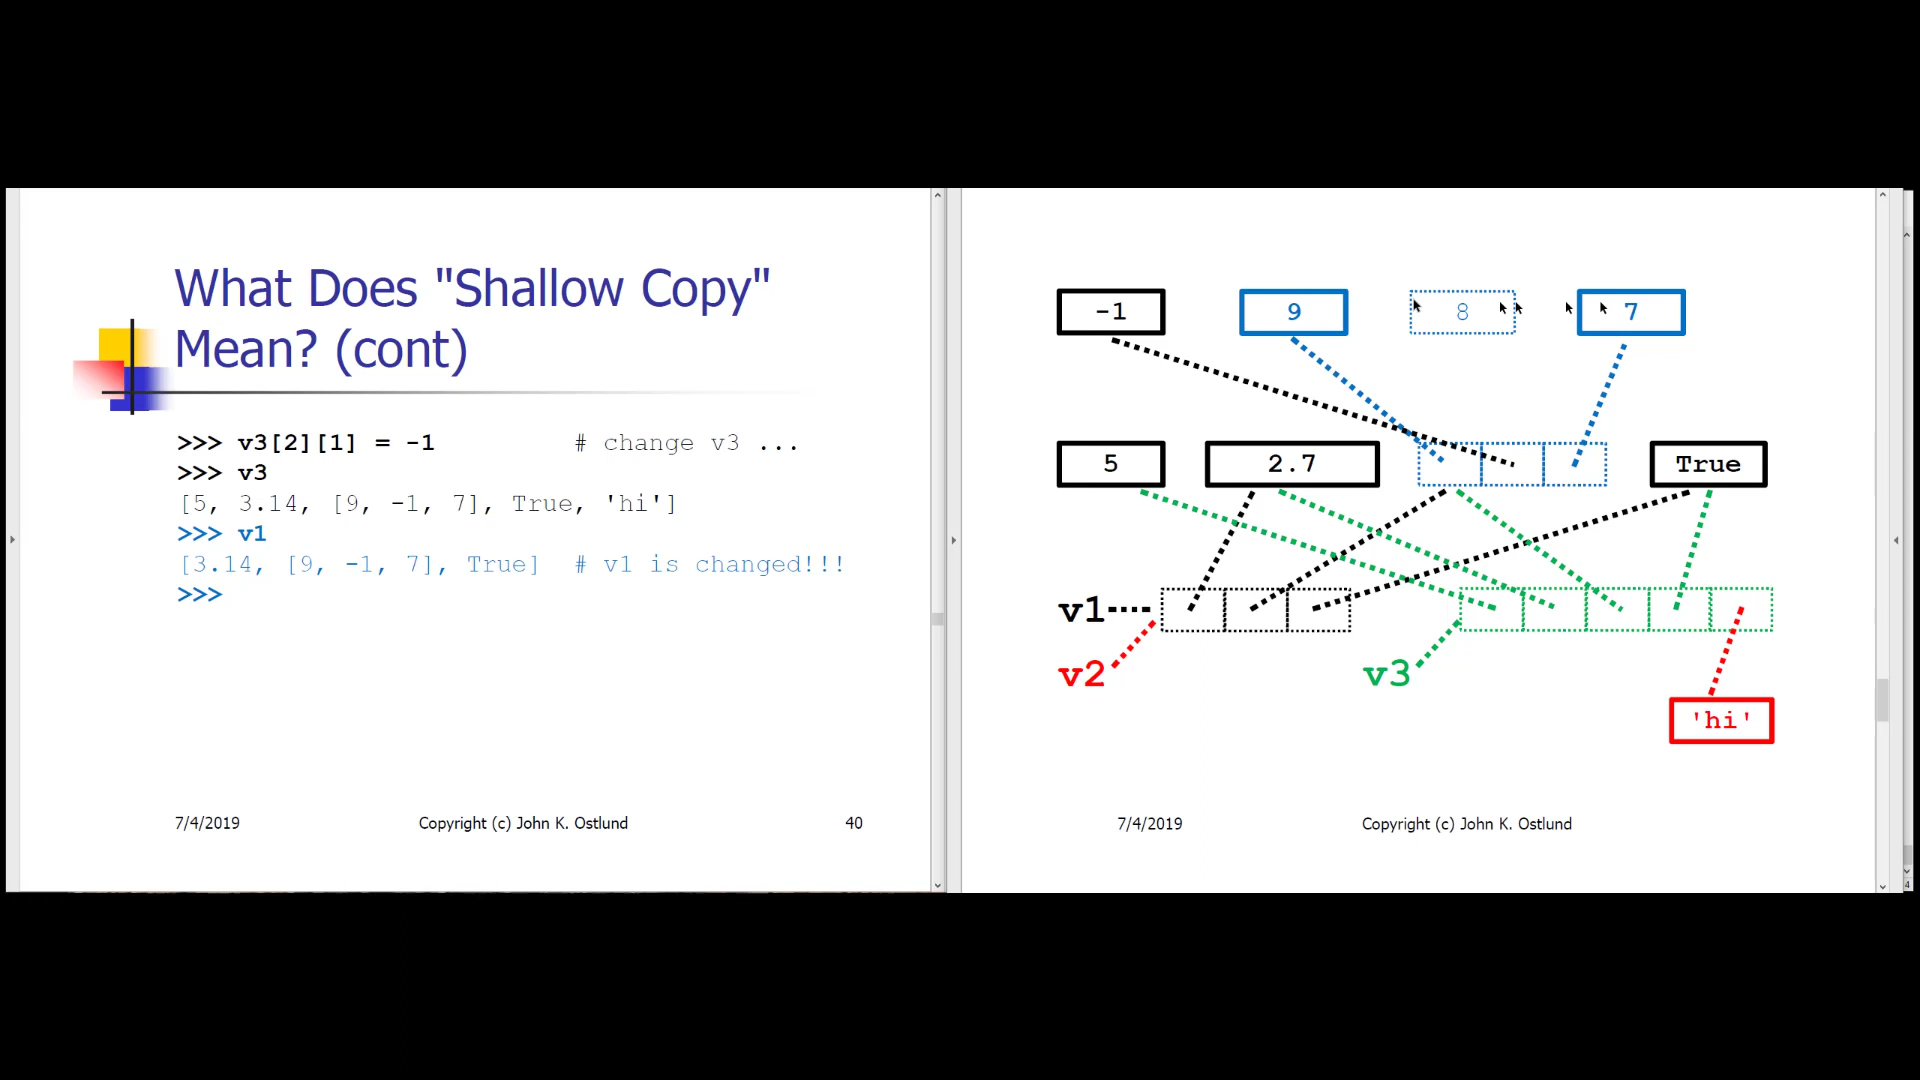 What Does "Shallow Copy"
Mean? (cont)
>>> v3[2][1] = -1 # change v3 ...
>>> v3
[5, 3.14, [9, -1, 7], True, 'hi']
>>> v1
[3.14, [9, -1, 7], True] # v1 is changed!!!
>>>
7/4/2019 Copyright (c) John K. Ostlund 40
-1 9 8 7
5 2.7 True
v1
v2 v3
'hi'
7/4/2019 Copyright (c) John K. Ostlund
4